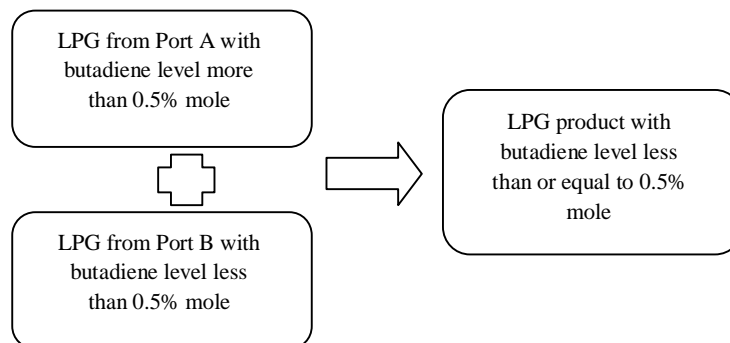 LPG from Port A with
butadiene level more
than 0.5% mole
LPG from Port B with
butadiene level less
than 0.5% mole
LPG product with
butadiene level less
than or equal to 0.5%
mole